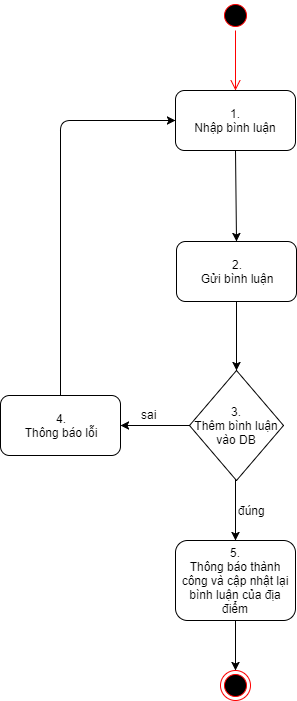 1.
Nhập bình luận
2.
Gửi bình luận
3.
Thêm bình luận
vào DB
sai
4.
Thông báo lỗi
đúng
5.
Thông báo thành
công và cập nhật lại
bình luận của địa
điểm